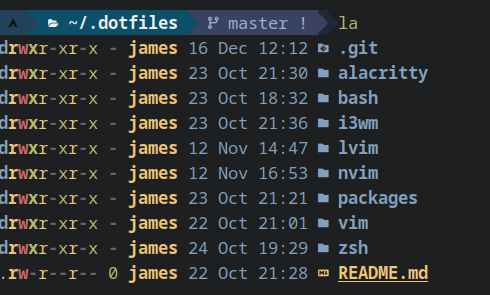 ~/.dotfiles master ! la
drwxr-xr-x - james 16 Dec 12:12 .git
drwxr-xr-x - james 23 Oct 21:30 alacritty
drwxr-xr-x - james 23 Oct 18:32 bash
drwxr-xr-x - james 23 Oct 21:36 i3wm
drwxr-xr-x - james 12 Nov 14:47 lvim
drwxr-xr-x - james 12 Nov 16:53 nvim
drwxr-xr-x - james 23 Oct 21:21 packages
drwxr-xr-x - james 22 Oct 21:01 vim
drwxr-xr-x - james 24 Oct 19:29 zsh
.rw-r--r-- 0 james 22 Oct 21:28 README.md